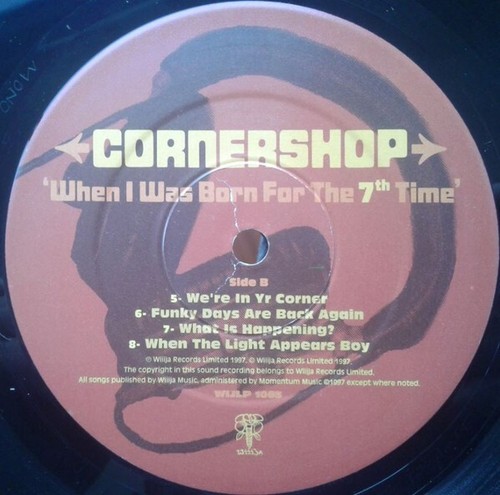 CORNERSHOP
'When I Was Born For The 7th Time'
Side B
5- We're In Yr Corner
6- Funky Days Are Back Again
7- What Is Happening?
8- When The Light Appears Boy
℗ Wiiija Records Limited 1997, © Wiiija Records Limited 1997.
The copyright in this sound recording belongs to Wiiija Records Limited.
All songs published by Wiiija Music, administered by Momentum Music ©1997 except where noted.
WIJLP 1065